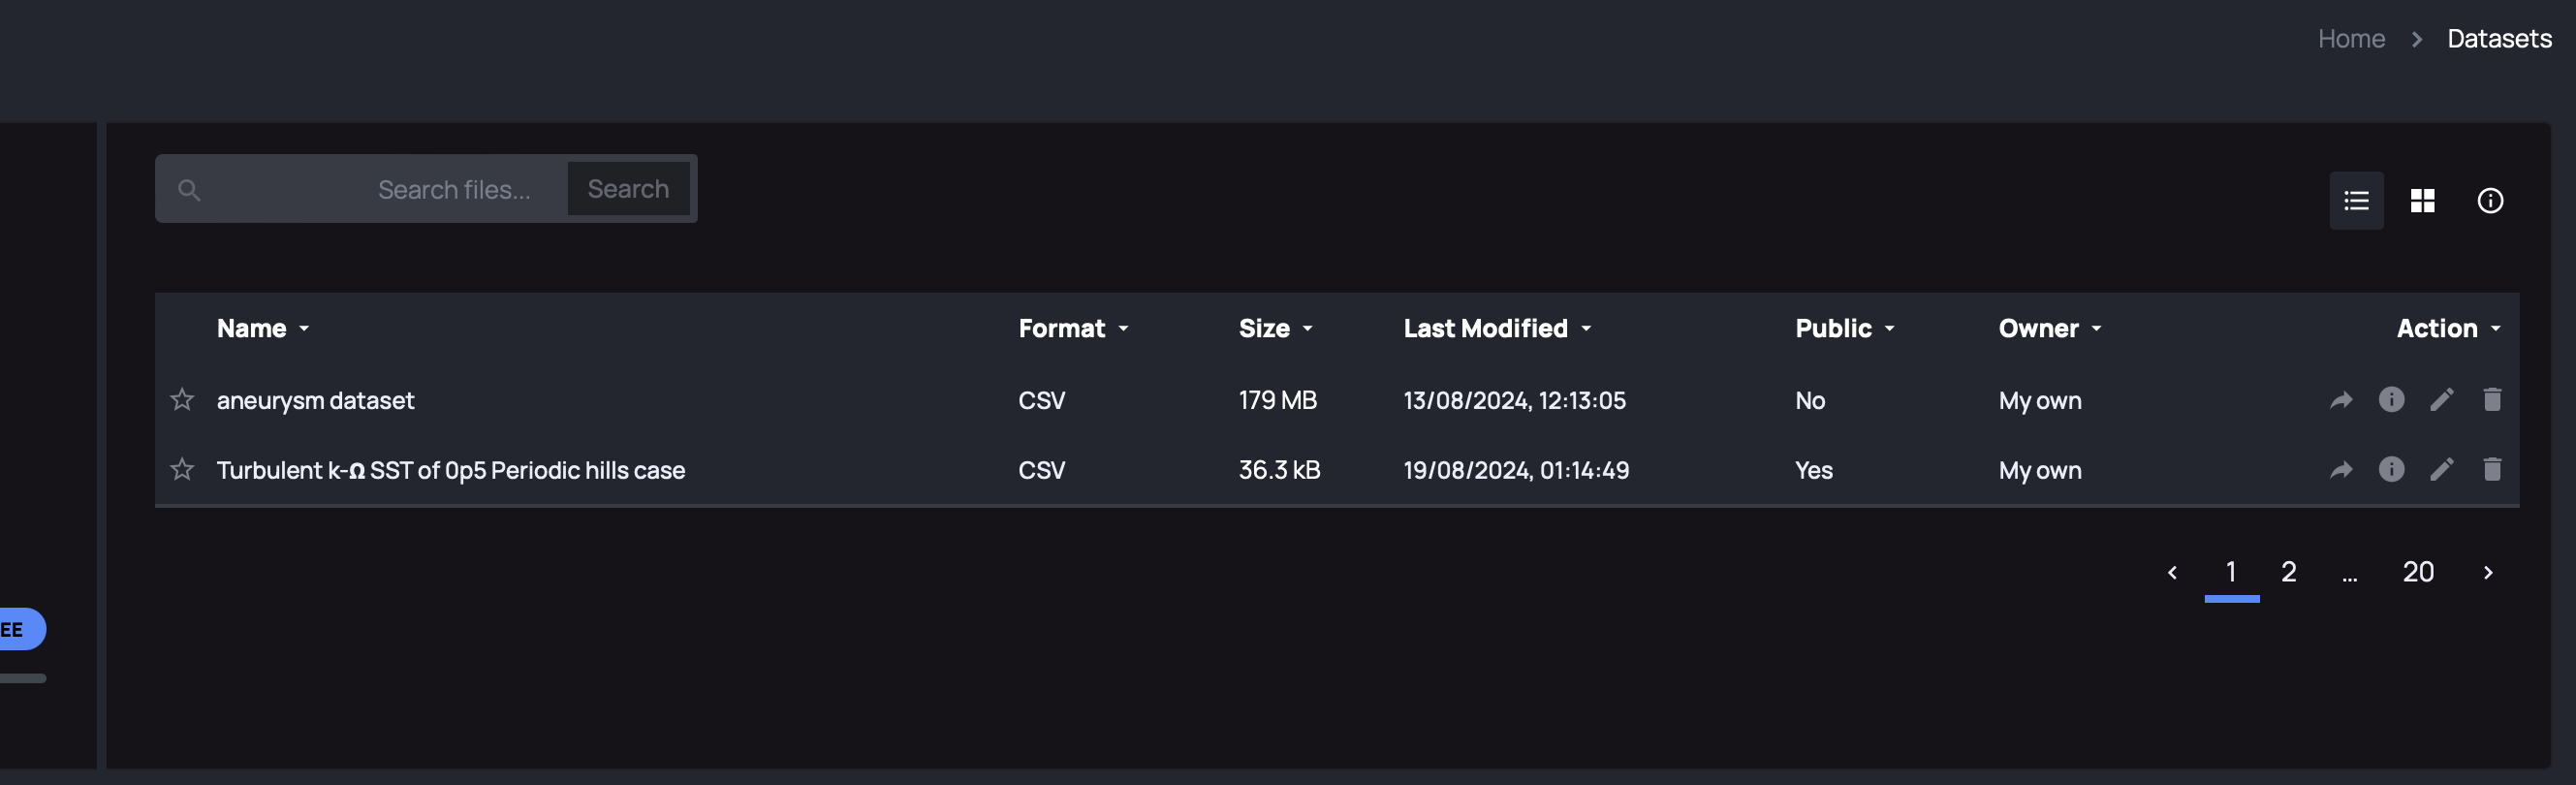 Home > Datasets
Search files... Search
Name Format Size Last Modified Public Owner Action
aneurysm dataset CSV 179 MB 13/08/2024, 12:13:05 No My own
Turbulent k-Ω SST of 0p5 Periodic hills case CSV 36.3 kB 19/08/2024, 01:14:49 Yes My own
‹ 1 2 ... 20 ›
EE